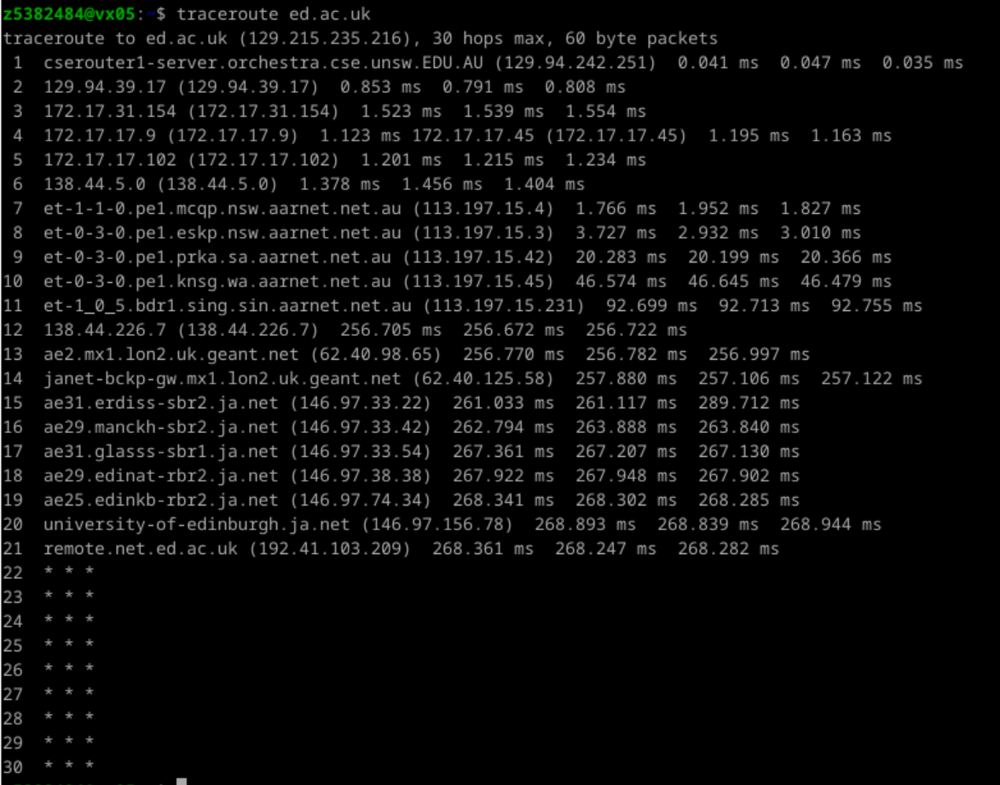 z5382484@vx05:~$ traceroute ed.ac.uk
traceroute to ed.ac.uk (129.215.235.216), 30 hops max, 60 byte packets
 1  cserouter1-server.orchestra.cse.unsw.EDU.AU (129.94.242.251)  0.041 ms  0.047 ms  0.035 ms
 2  129.94.39.17 (129.94.39.17)  0.853 ms  0.791 ms  0.808 ms
 3  172.17.31.154 (172.17.31.154)  1.523 ms  1.539 ms  1.554 ms
 4  172.17.17.9 (172.17.17.9)  1.123 ms 172.17.17.45 (172.17.17.45)  1.195 ms  1.163 ms
 5  172.17.17.102 (172.17.17.102)  1.201 ms  1.215 ms  1.234 ms
 6  138.44.5.0 (138.44.5.0)  1.378 ms  1.456 ms  1.404 ms
 7  et-1-1-0.pe1.mcqp.nsw.aarnet.net.au (113.197.15.4)  1.766 ms  1.952 ms  1.827 ms
 8  et-0-3-0.pe1.eskp.nsw.aarnet.net.au (113.197.15.3)  3.727 ms  2.932 ms  3.010 ms
 9  et-0-3-0.pe1.prka.sa.aarnet.net.au (113.197.15.42)  20.283 ms  20.199 ms  20.366 ms
10  et-0-3-0.pe1.knsg.wa.aarnet.net.au (113.197.15.45)  46.574 ms  46.645 ms  46.479 ms
11  et-1_0_5.bdr1.sing.sin.aarnet.net.au (113.197.15.231)  92.699 ms  92.713 ms  92.755 ms
12  138.44.226.7 (138.44.226.7)  256.705 ms  256.672 ms  256.722 ms
13  ae2.mx1.lon2.uk.geant.net (62.40.98.65)  256.770 ms  256.782 ms  256.997 ms
14  janet-bckp-gw.mx1.lon2.uk.geant.net (62.40.125.58)  257.880 ms  257.106 ms  257.122 ms
15  ae31.erdiss-sbr2.ja.net (146.97.33.22)  261.033 ms  261.117 ms  289.712 ms
16  ae29.manckh-sbr2.ja.net (146.97.33.42)  262.794 ms  263.888 ms  263.840 ms
17  ae31.glasss-sbr1.ja.net (146.97.33.54)  267.361 ms  267.207 ms  267.130 ms
18  ae29.edinat-rbr2.ja.net (146.97.38.38)  267.922 ms  267.948 ms  267.902 ms
19  ae25.edinkb-rbr2.ja.net (146.97.74.34)  268.341 ms  268.302 ms  268.285 ms
20  university-of-edinburgh.ja.net (146.97.156.78)  268.893 ms  268.839 ms  268.944 ms
21  remote.net.ed.ac.uk (192.41.103.209)  268.361 ms  268.247 ms  268.282 ms
22  * * *
23  * * *
24  * * *
25  * * *
26  * * *
27  * * *
28  * * *
29  * * *
30  * * *